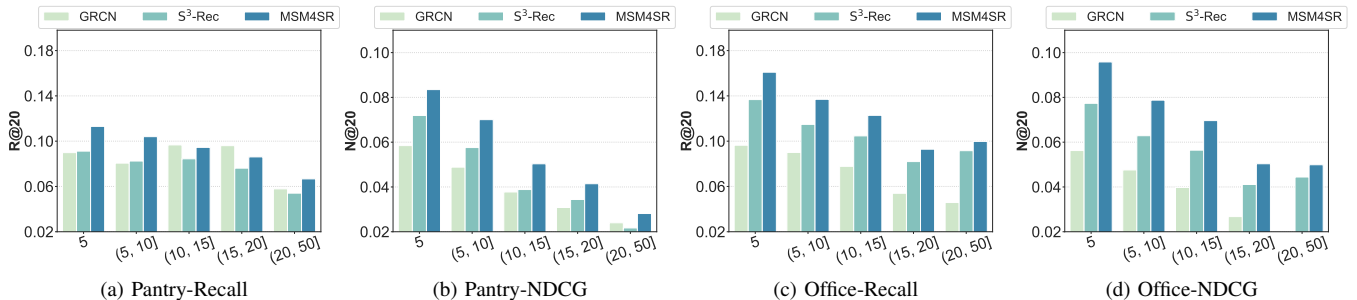 GRCN S³-Rec MSM4SR
R@20
0.18
0.14
0.10
0.06
0.02
5 (5, 10] (10, 15] (15, 20] (20, 50]
(a) Pantry-Recall
GRCN S³-Rec MSM4SR
N@20
0.10
0.08
0.06
0.04
0.02
5 (5, 10] (10, 15] (15, 20] (20, 50]
(b) Pantry-NDCG
GRCN S³-Rec MSM4SR
R@20
0.18
0.14
0.10
0.06
0.02
5 (5, 10] (10, 15] (15, 20] (20, 50]
(c) Office-Recall
GRCN S³-Rec MSM4SR
N@20
0.10
0.08
0.06
0.04
0.02
5 (5, 10] (10, 15] (15, 20] (20, 50]
(d) Office-NDCG